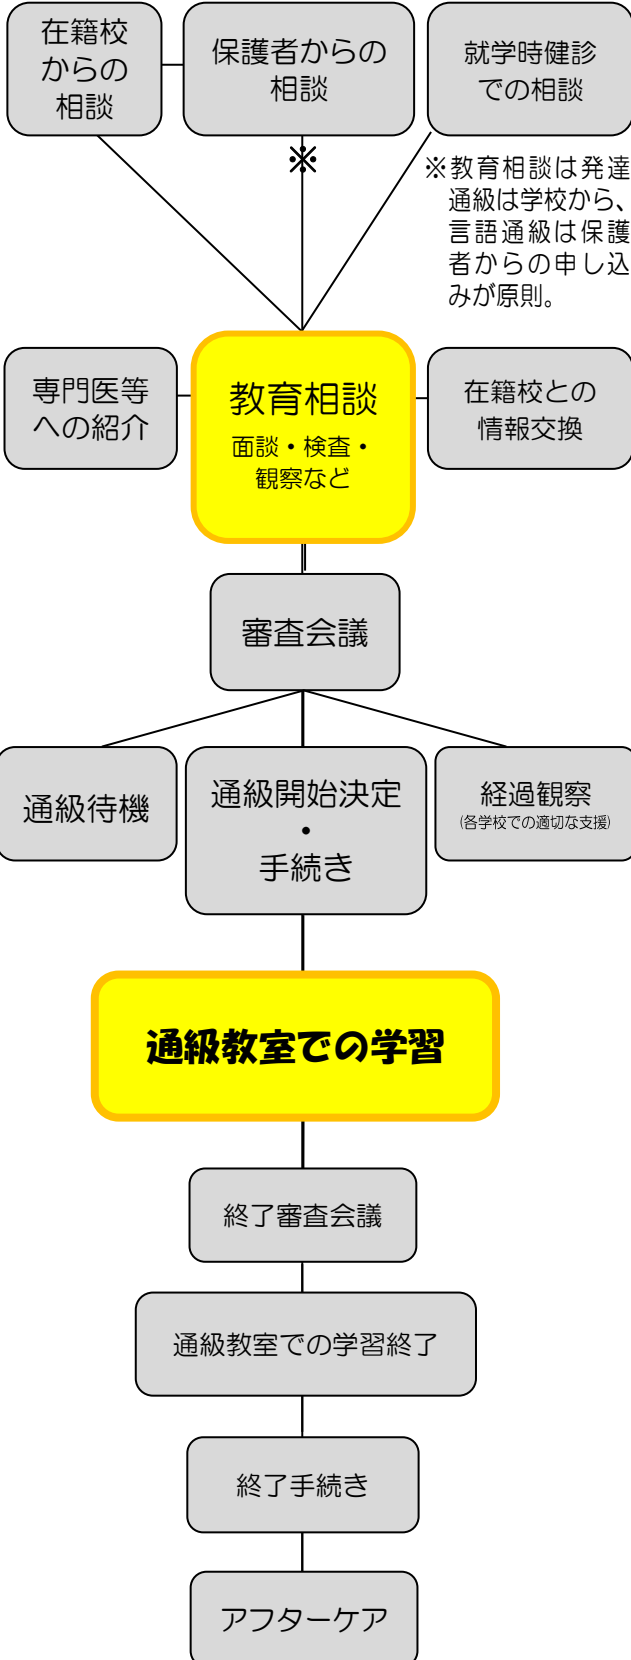 在籍校
からの
相談
保護者からの
相談
就学時健診
での相談
※
※教育相談は発達
通級は学校から、
言語通級は保護
者からの申し込
みが原則。
専門医等
への紹介
教育相談
面談・検査・
観察など
在籍校との
情報交換
審査会議
通級待機
通級開始決定
・
手続き
経過観察
(各学校での適切な支援)
通級教室での学習
終了審査会議
通級教室での学習終了
終了手続き
アフターケア